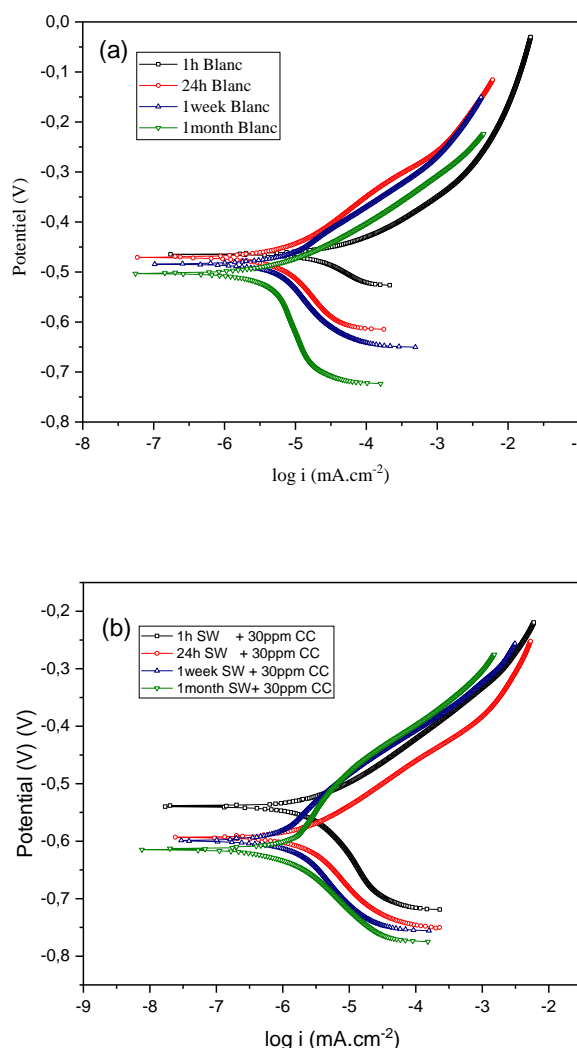 (a)
1h Blanc
24h Blanc
1week Blanc
1month Blanc
Potentiel (V)
0,0
-0,1
-0,2
-0,3
-0,4
-0,5
-0,6
-0,7
-0,8
-8 -7 -6 -5 -4 -3 -2
log i (mA.cm-2)
(b)
1h SW + 30ppm CC
24h SW + 30ppm CC
1week SW + 30ppm CC
1month SW+ 30ppm CC
Potential (V) (V)
-0,2
-0,3
-0,4
-0,5
-0,6
-0,7
-0,8
-9 -8 -7 -6 -5 -4 -3 -2
log i (mA.cm-2)